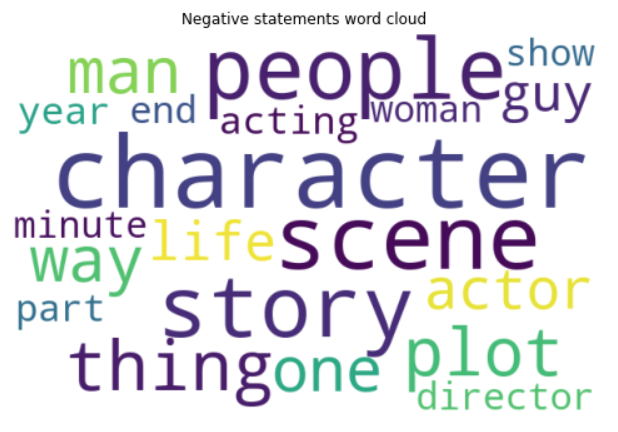 Negative statements word cloud
man people show
year end acting woman guy
character
minute life scene
way
part story actor
thing one plot
director